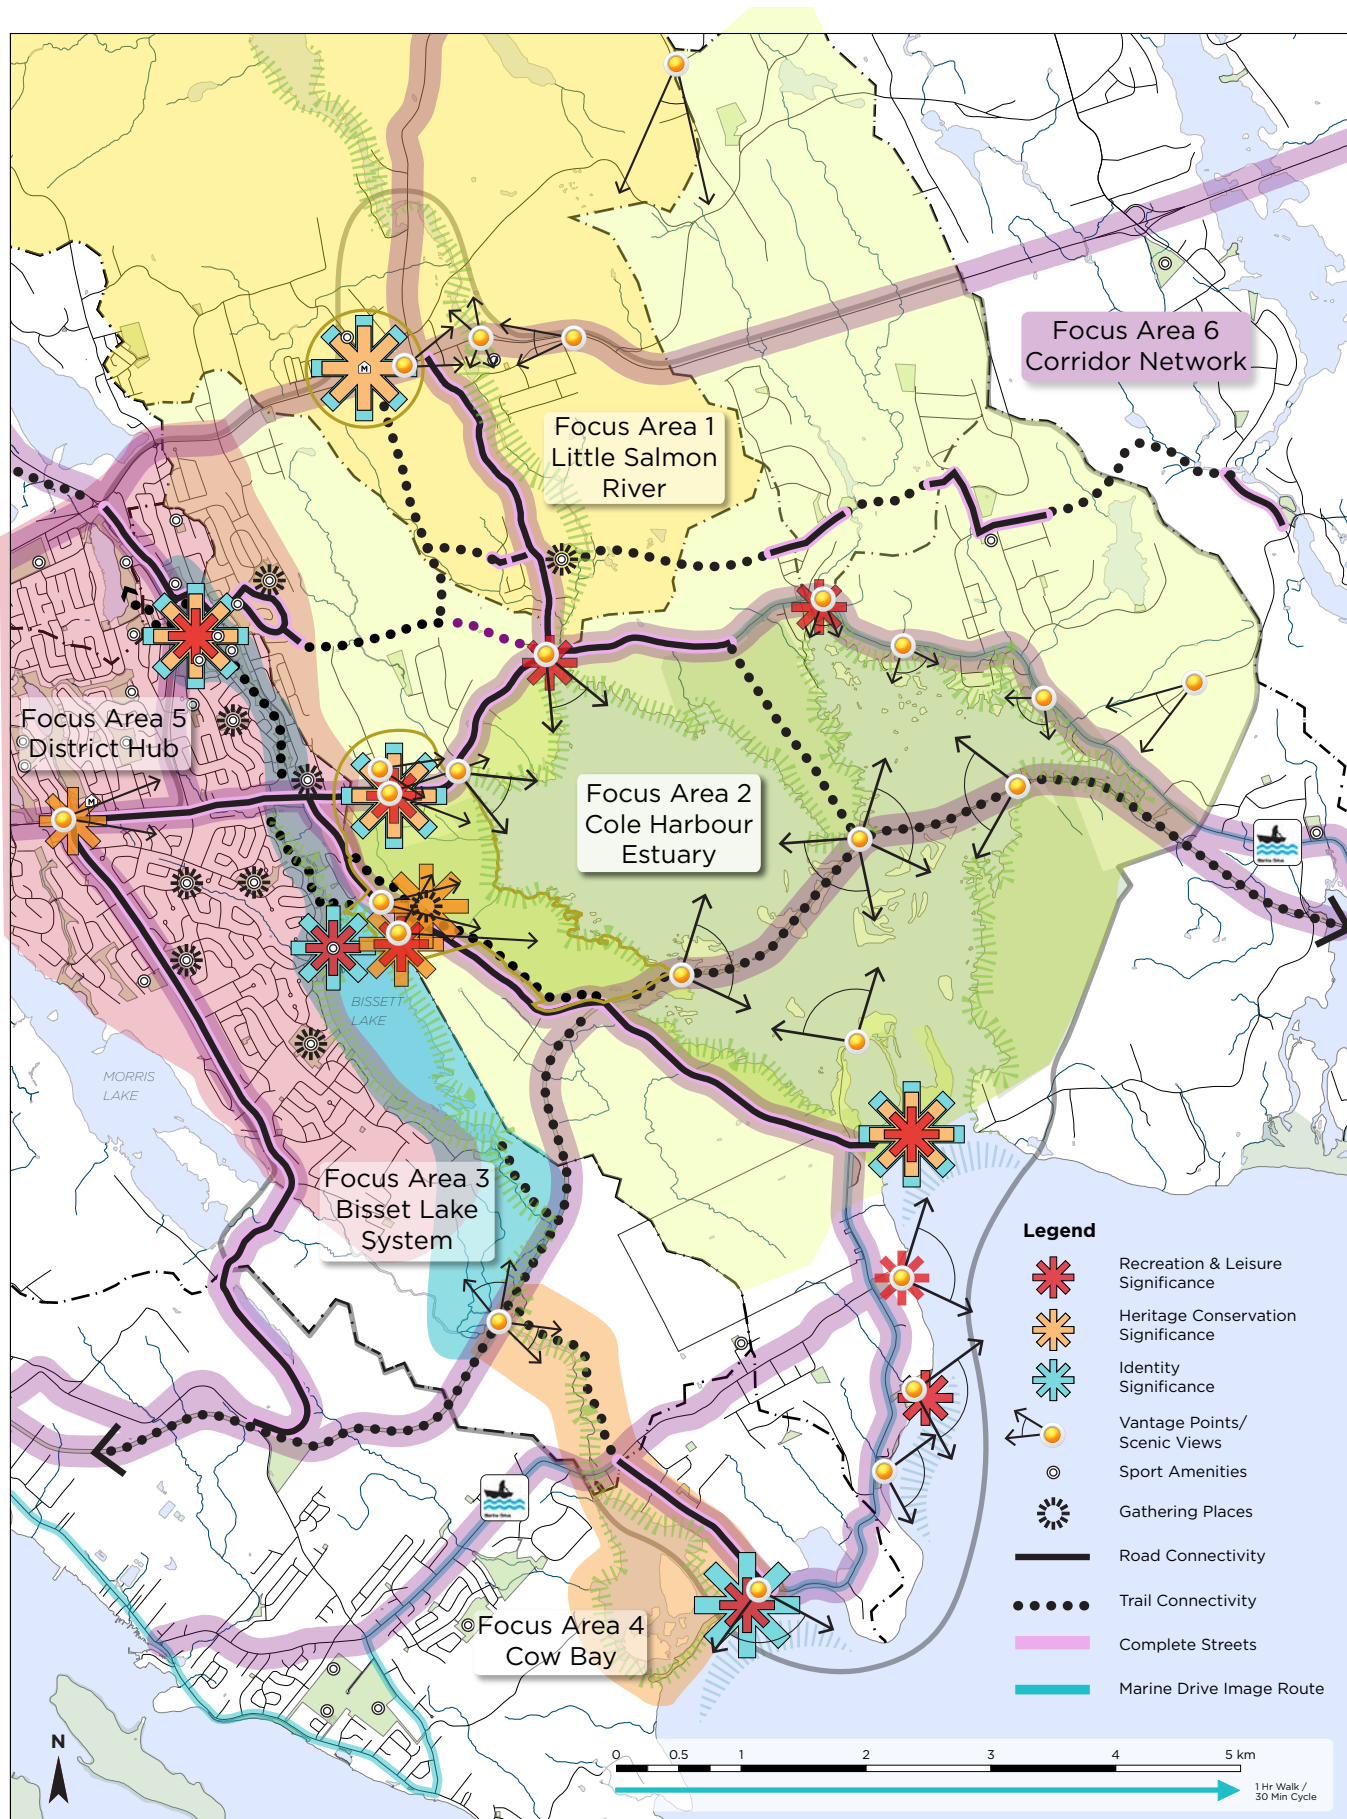 Focus Area 6
Corridor Network
Focus Area 1
Little Salmon
River
M
Focus Area 5
District Hub
M
Focus Area 2
Cole Harbour
Estuary
Marine Drive
BISSETT
LAKE
MORRIS
LAKE
Focus Area 3
Bisset Lake
System
Marine Drive
Focus Area 4
Cow Bay
Legend
Recreation & Leisure
Significance
Heritage Conservation
Significance
Identity
Significance
Vantage Points/
Scenic Views
Sport Amenities
Gathering Places
Road Connectivity
Trail Connectivity
Complete Streets
Marine Drive Image Route
N
0 0.5 1 2 3 4 5 km
1 Hr Walk /
30 Min Cycle